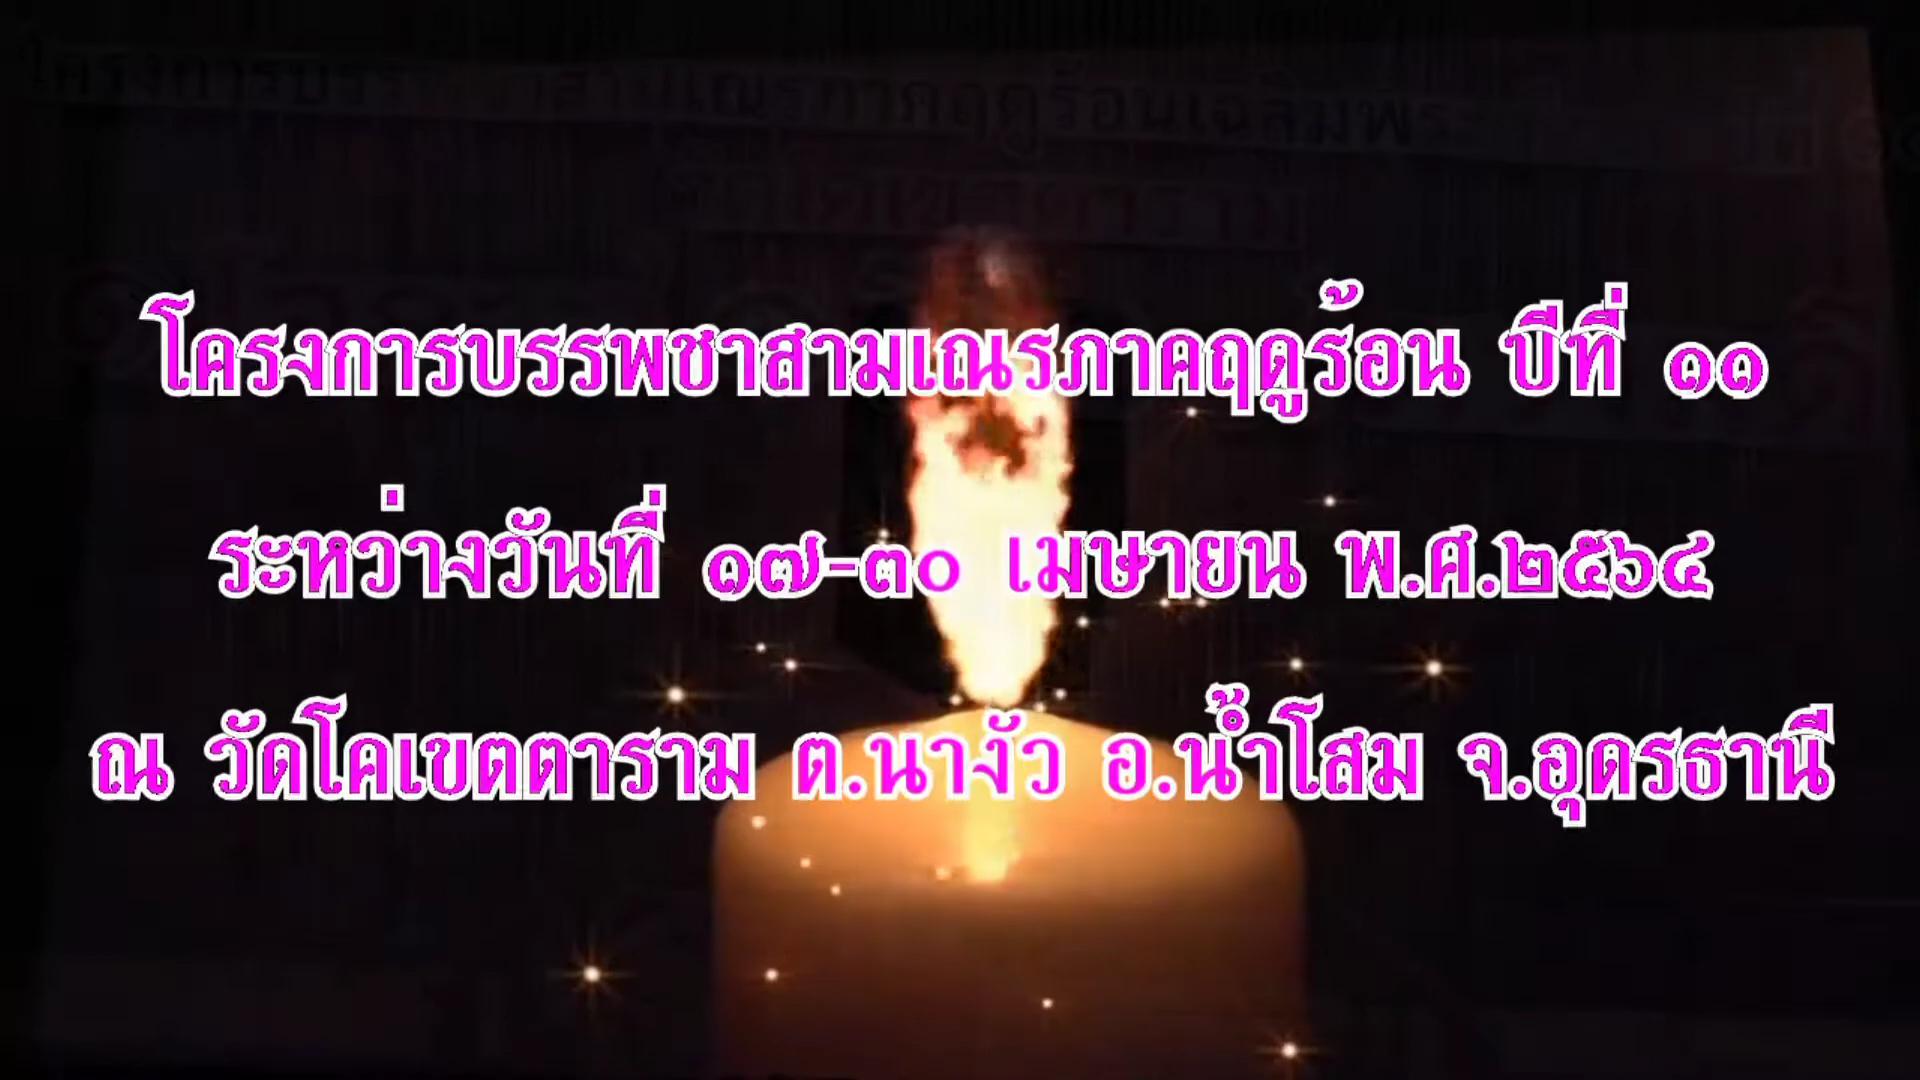 โครงการบรรพชาสามเณรภาคฤดูร้อน ปีที่ ๑๑
ระหว่างวันที่ ๑๗-๓๐ เมษายน พ.ศ.๒๕๖๔
ณ วัดโคเขตตาราม ต.นางัว อ.น้ำโสม จ.อุดรธานี